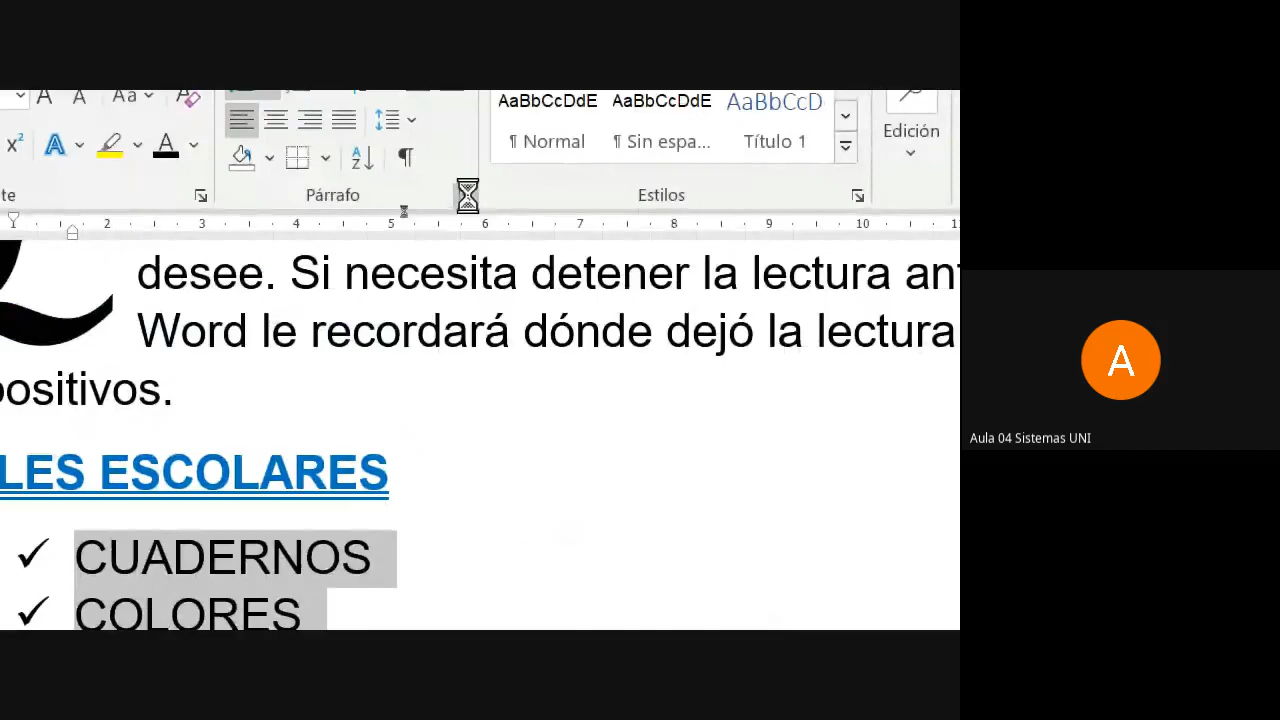 A A Aa A
x² A A ¶
te Párrafo
AaBbCcDdE AaBbCcDdE AaBbCcD
¶ Normal ¶ Sin espa... Título 1
Estilos
Edición
2 3 4 5 6 7 8 9 10
desee. Si necesita detener la lectura
Word le recordará dónde dejó la lectura
ositivos.
LES ESCOLARES
✓ CUADERNOS
✓ COLORES
A
Aula 04 Sistemas UNI